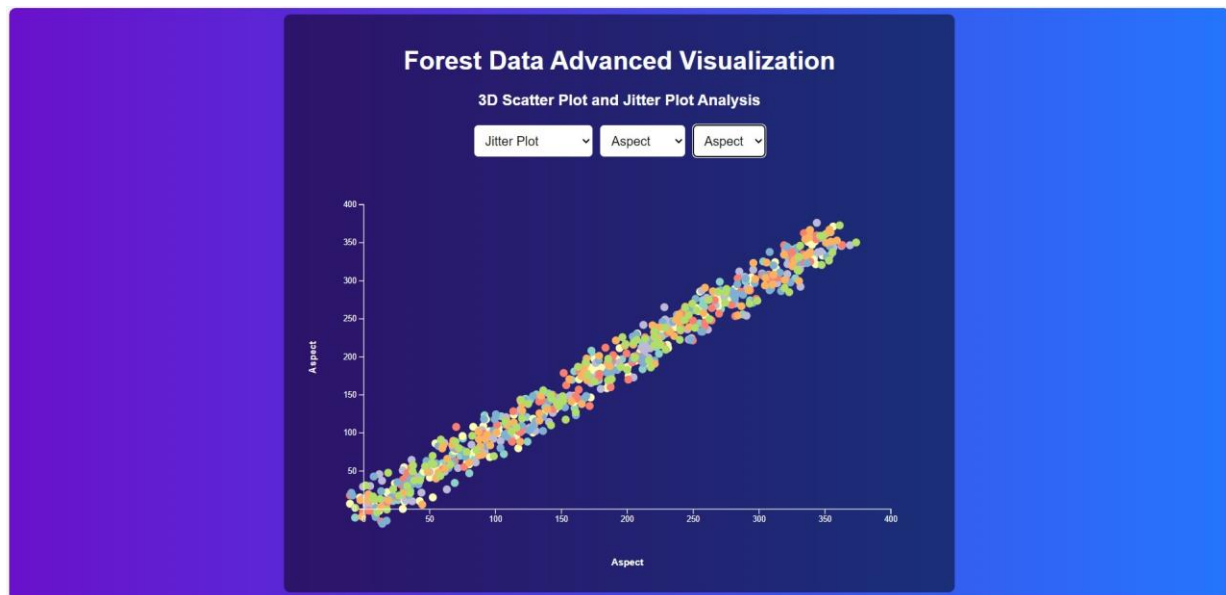 Forest Data Advanced Visualization
3D Scatter Plot and Jitter Plot Analysis
Jitter Plot Aspect Aspect
400
350
300
250
200
150
100
50
Aspect
50 100 150 200 250 300 350 400
Aspect